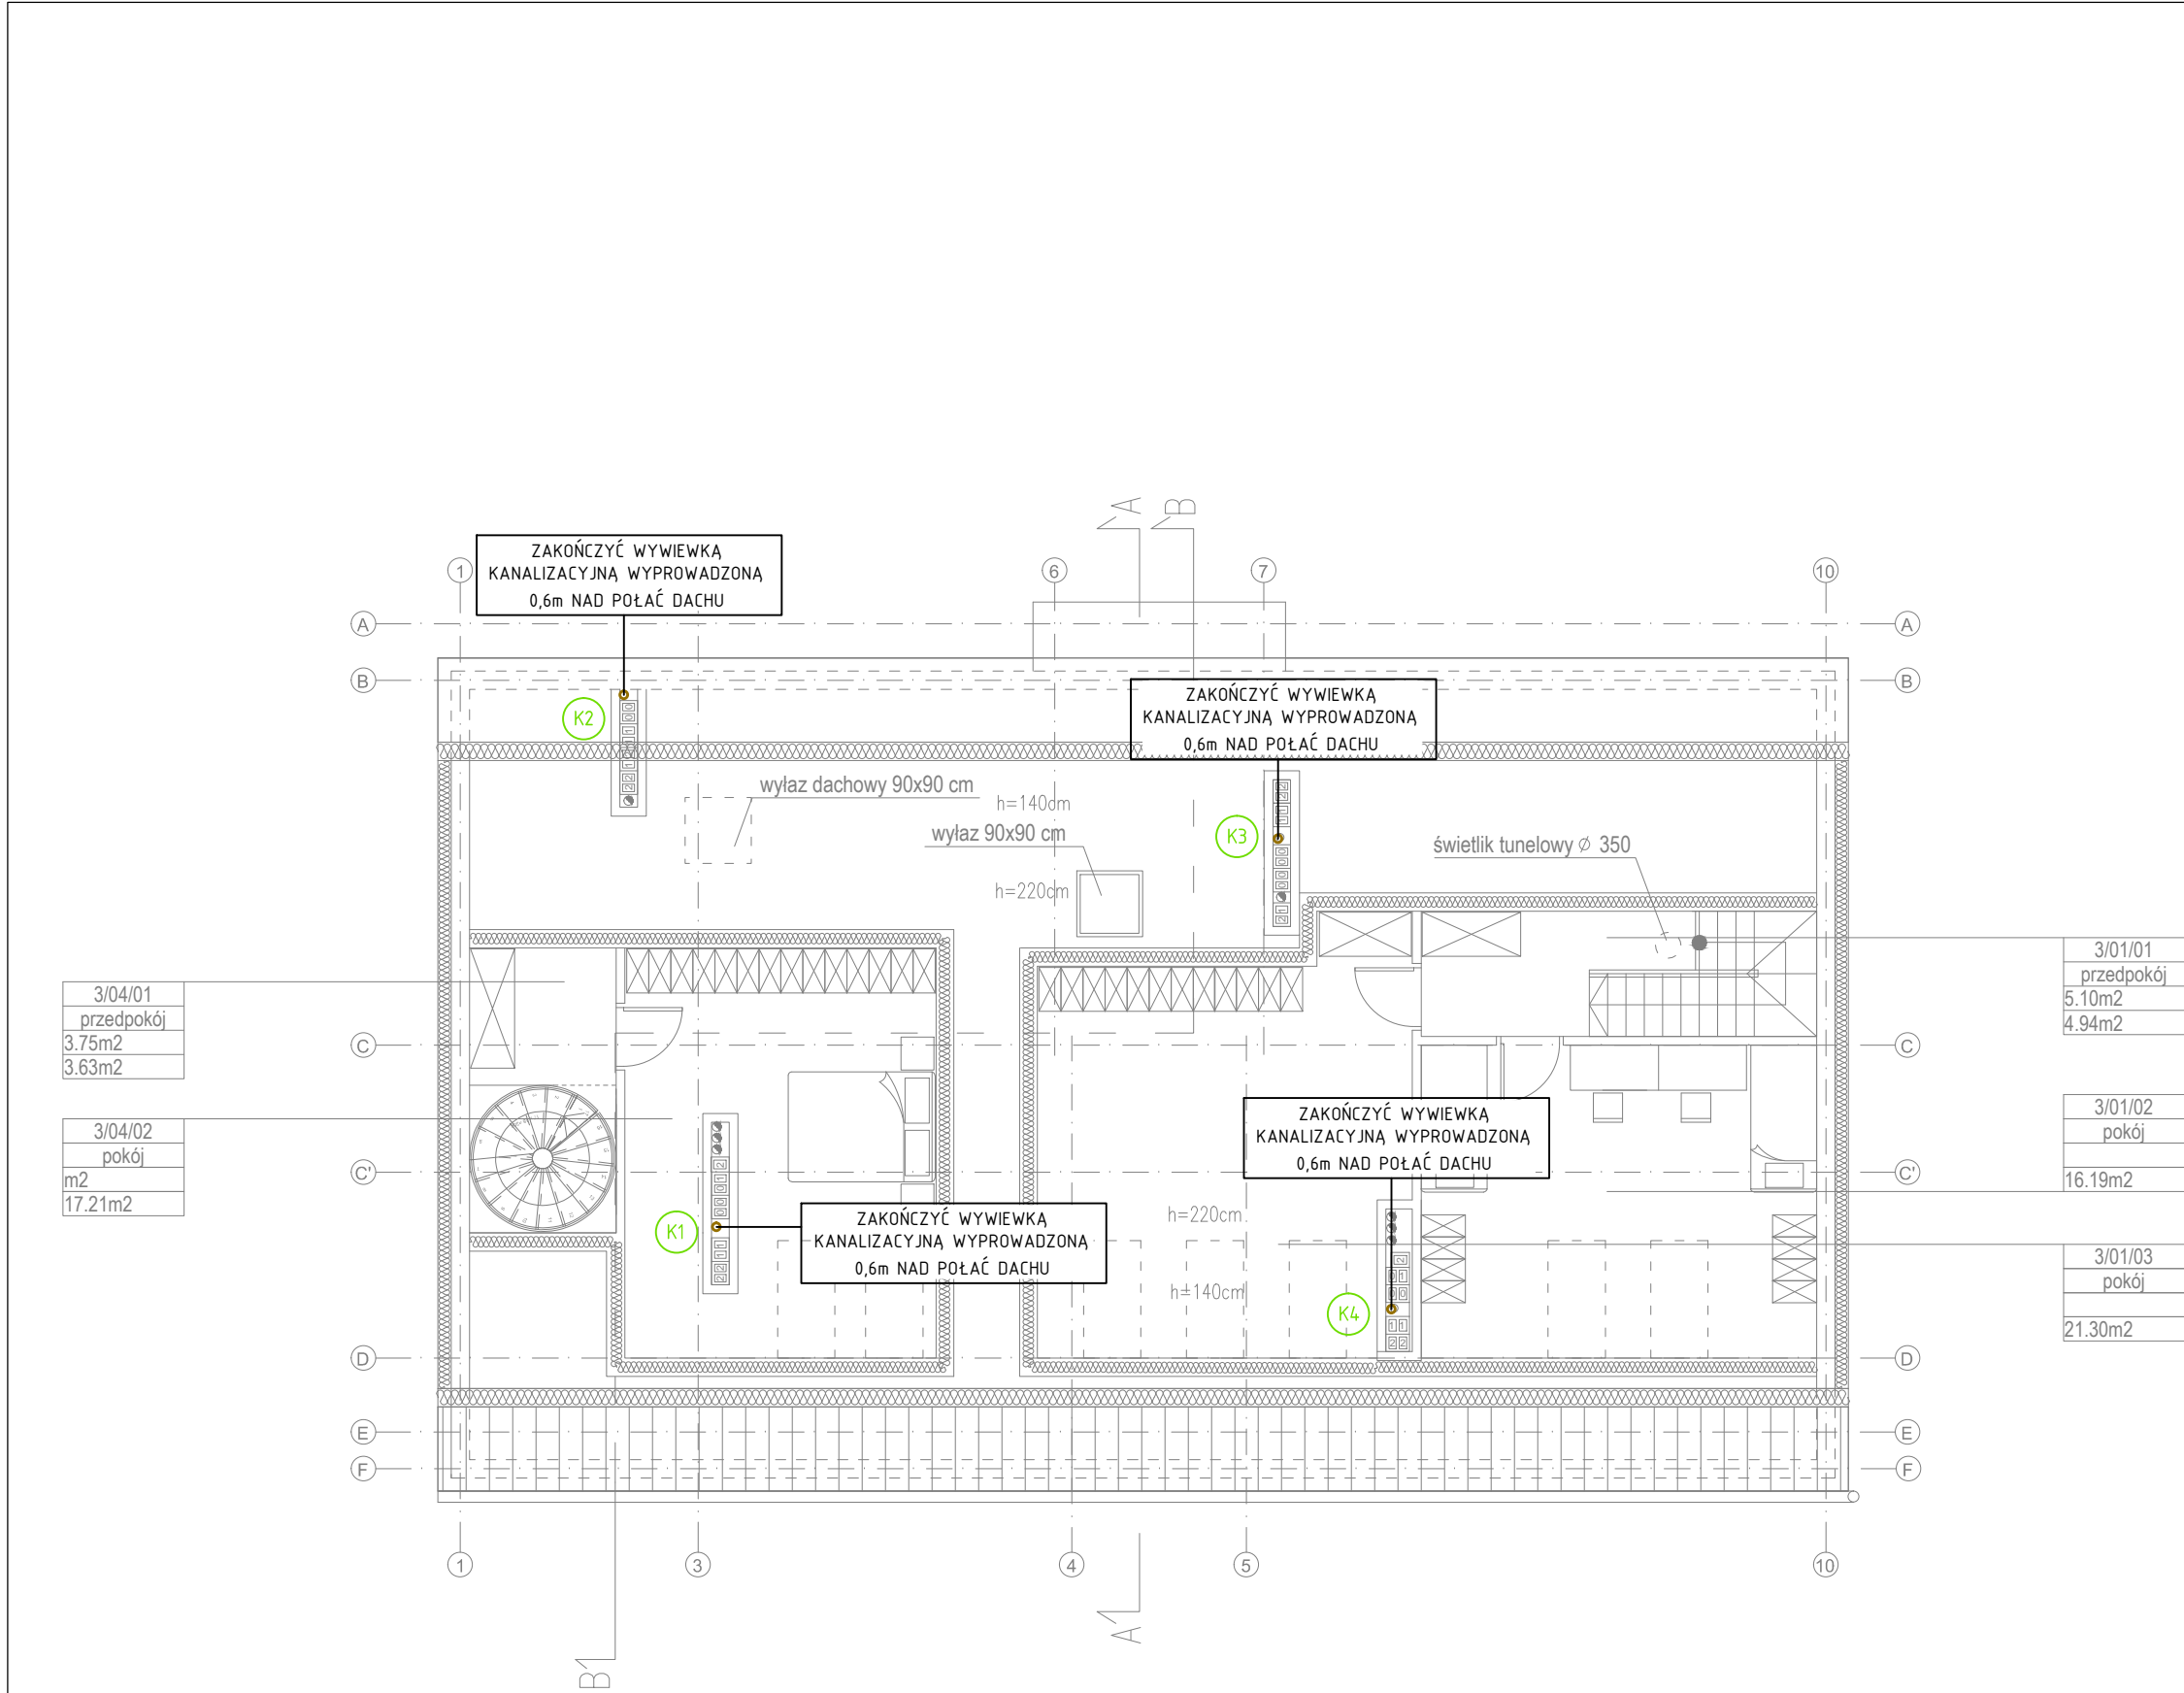 A
B
ZAKOŃCZYĆ WYWIEWKĄ
KANALIZACYJNĄ WYPROWADZONĄ
0,6m NAD POŁAĆ DACHU
1
6
7
10
A
A
B
B
K2
ZAKOŃCZYĆ WYWIEWKĄ
KANALIZACYJNĄ WYPROWADZONĄ
0,6m NAD POŁAĆ DACHU
wyłaz dachowy 90x90 cm
h=140cm
wyłaz 90x90 cm
K3
świetlik tunelowy Ø 350
h=220cm
3/04/01
przedpokój
3.75m2
3.63m2
3/01/01
przedpokój
5.10m2
4.94m2
C
C
3/04/02
pokój
m2
17.21m2
ZAKOŃCZYĆ WYWIEWKĄ
KANALIZACYJNĄ WYPROWADZONĄ
0,6m NAD POŁAĆ DACHU
3/01/02
pokój
16.19m2
C'
C'
K1
ZAKOŃCZYĆ WYWIEWKĄ
KANALIZACYJNĄ WYPROWADZONĄ
0,6m NAD POŁAĆ DACHU
h=220cm
h=140cm
K4
3/01/03
pokój
21.30m2
D
D
E
E
F
F
1
3
4
5
10
A1
B1